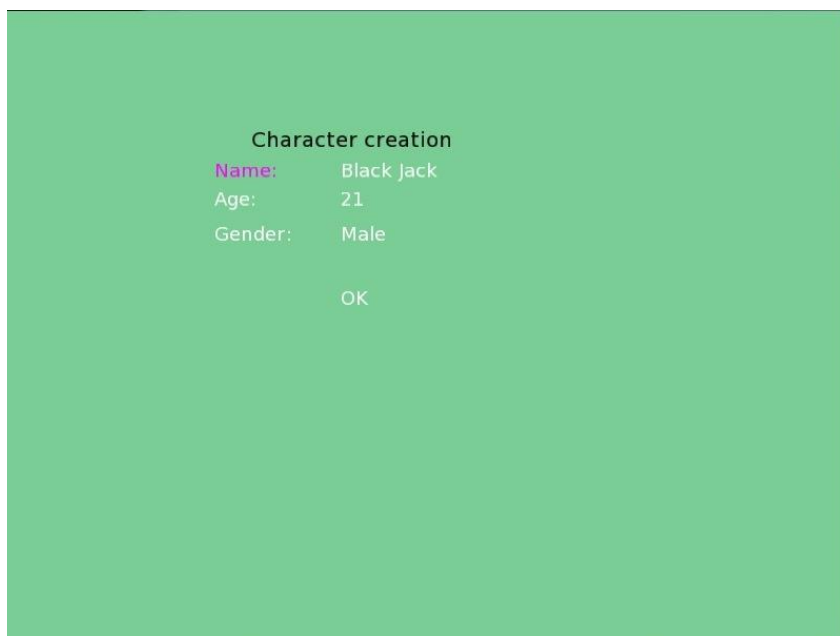 Character creation
Name: Black Jack
Age: 21
Gender: Male
OK